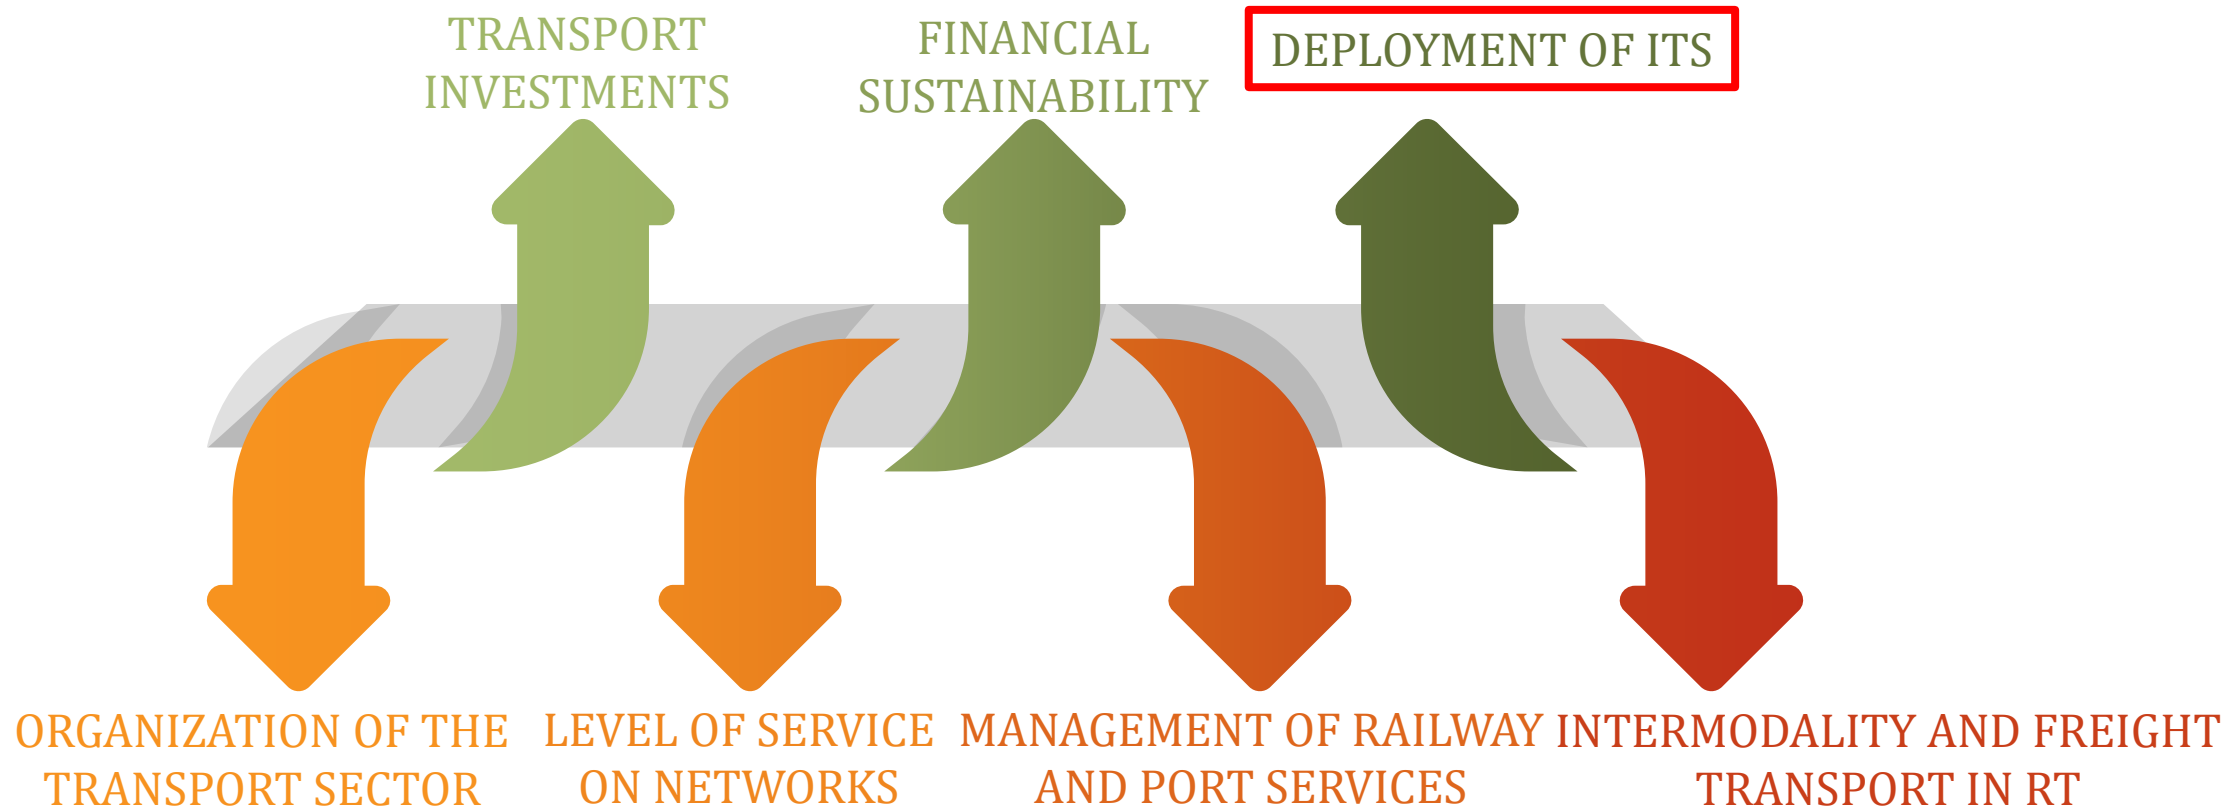 TRANSPORT
INVESTMENTS
FINANCIAL
SUSTAINABILITY
DEPLOYMENT OF ITS
ORGANIZATION OF THE
TRANSPORT SECTOR
LEVEL OF SERVICE
ON NETWORKS
MANAGEMENT OF RAILWAY
AND PORT SERVICES
INTERMODALITY AND FREIGHT
TRANSPORT IN RT